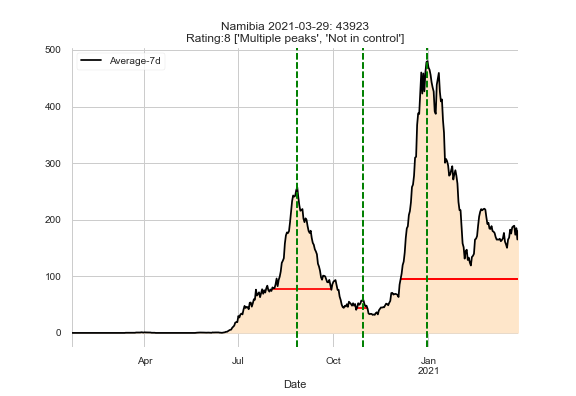 Namibia 2021-03-29: 43923
Rating:8 ['Multiple peaks', 'Not in control']
Average-7d
500
400
300
200
100
0
Apr Jul Oct Jan
2021
Date